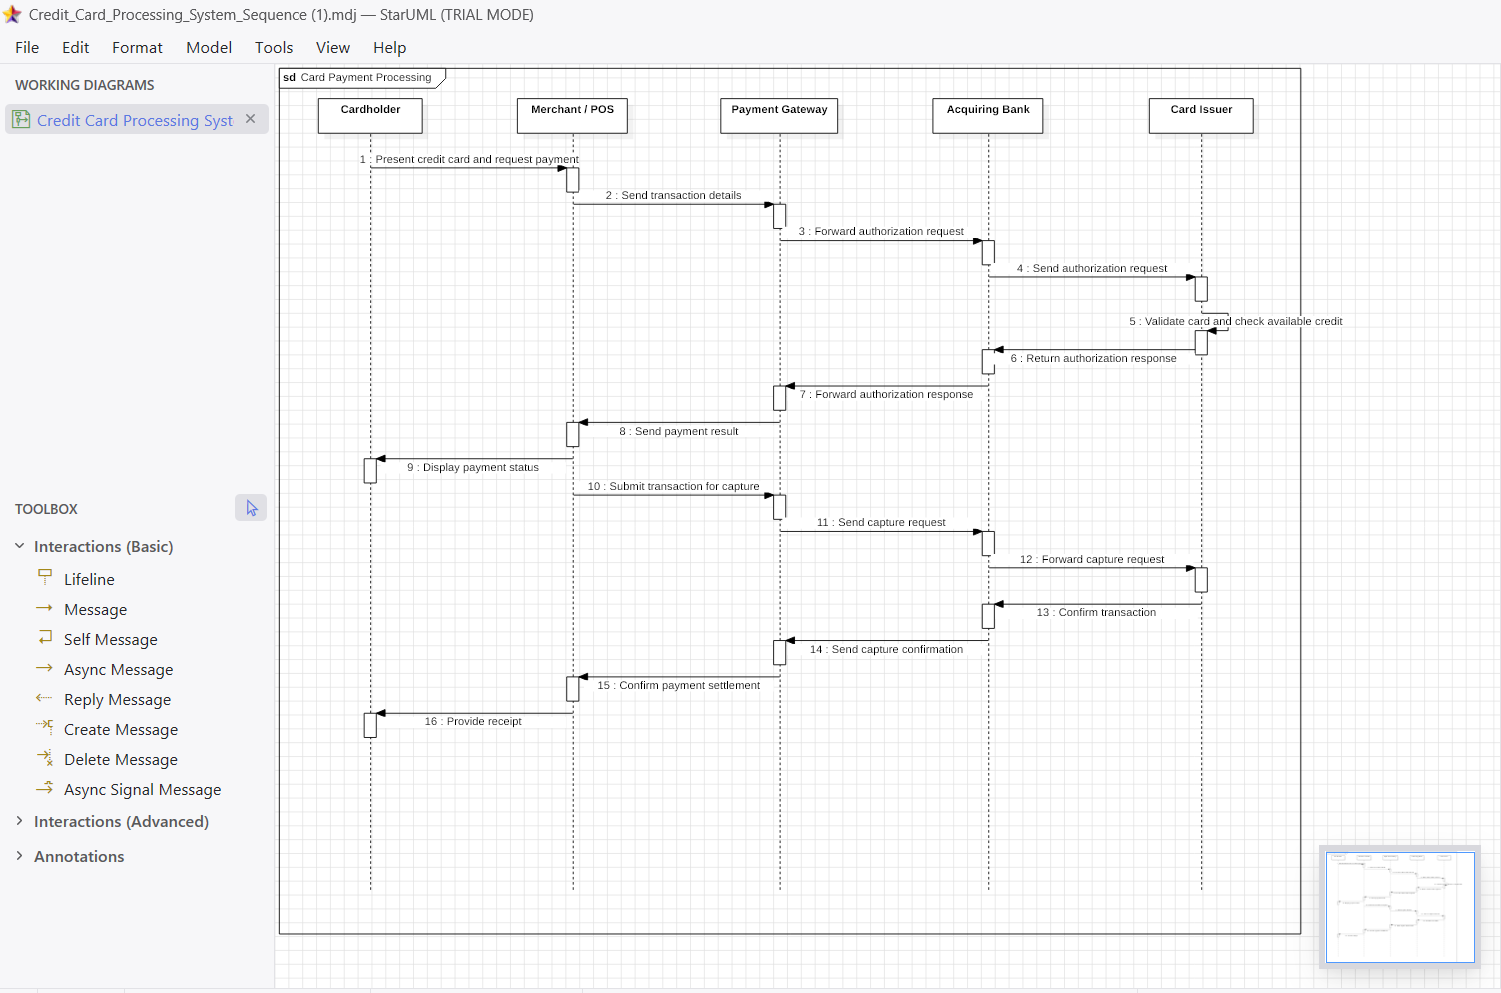 Credit_Card_Processing_System_Sequence (1).mdj — StarUML (TRIAL MODE)
File Edit Format Model Tools View Help
WORKING DIAGRAMS
Credit Card Processing Syst
TOOLBOX
Interactions (Basic)
Lifeline
Message
Self Message
Async Message
Reply Message
Create Message
Delete Message
Async Signal Message
Interactions (Advanced)
Annotations
sd Card Payment Processing
Cardholder Merchant / POS Payment Gateway Acquiring Bank Card Issuer
1 : Present credit card and request payment
2 : Send transaction details
3 : Forward authorization request
4 : Send authorization request
5 : Validate card and check available credit
6 : Return authorization response
7 : Forward authorization response
8 : Send payment result
9 : Display payment status
10 : Submit transaction for capture
11 : Send capture request
12 : Forward capture request
13 : Confirm transaction
14 : Send capture confirmation
15 : Confirm payment settlement
16 : Provide receipt